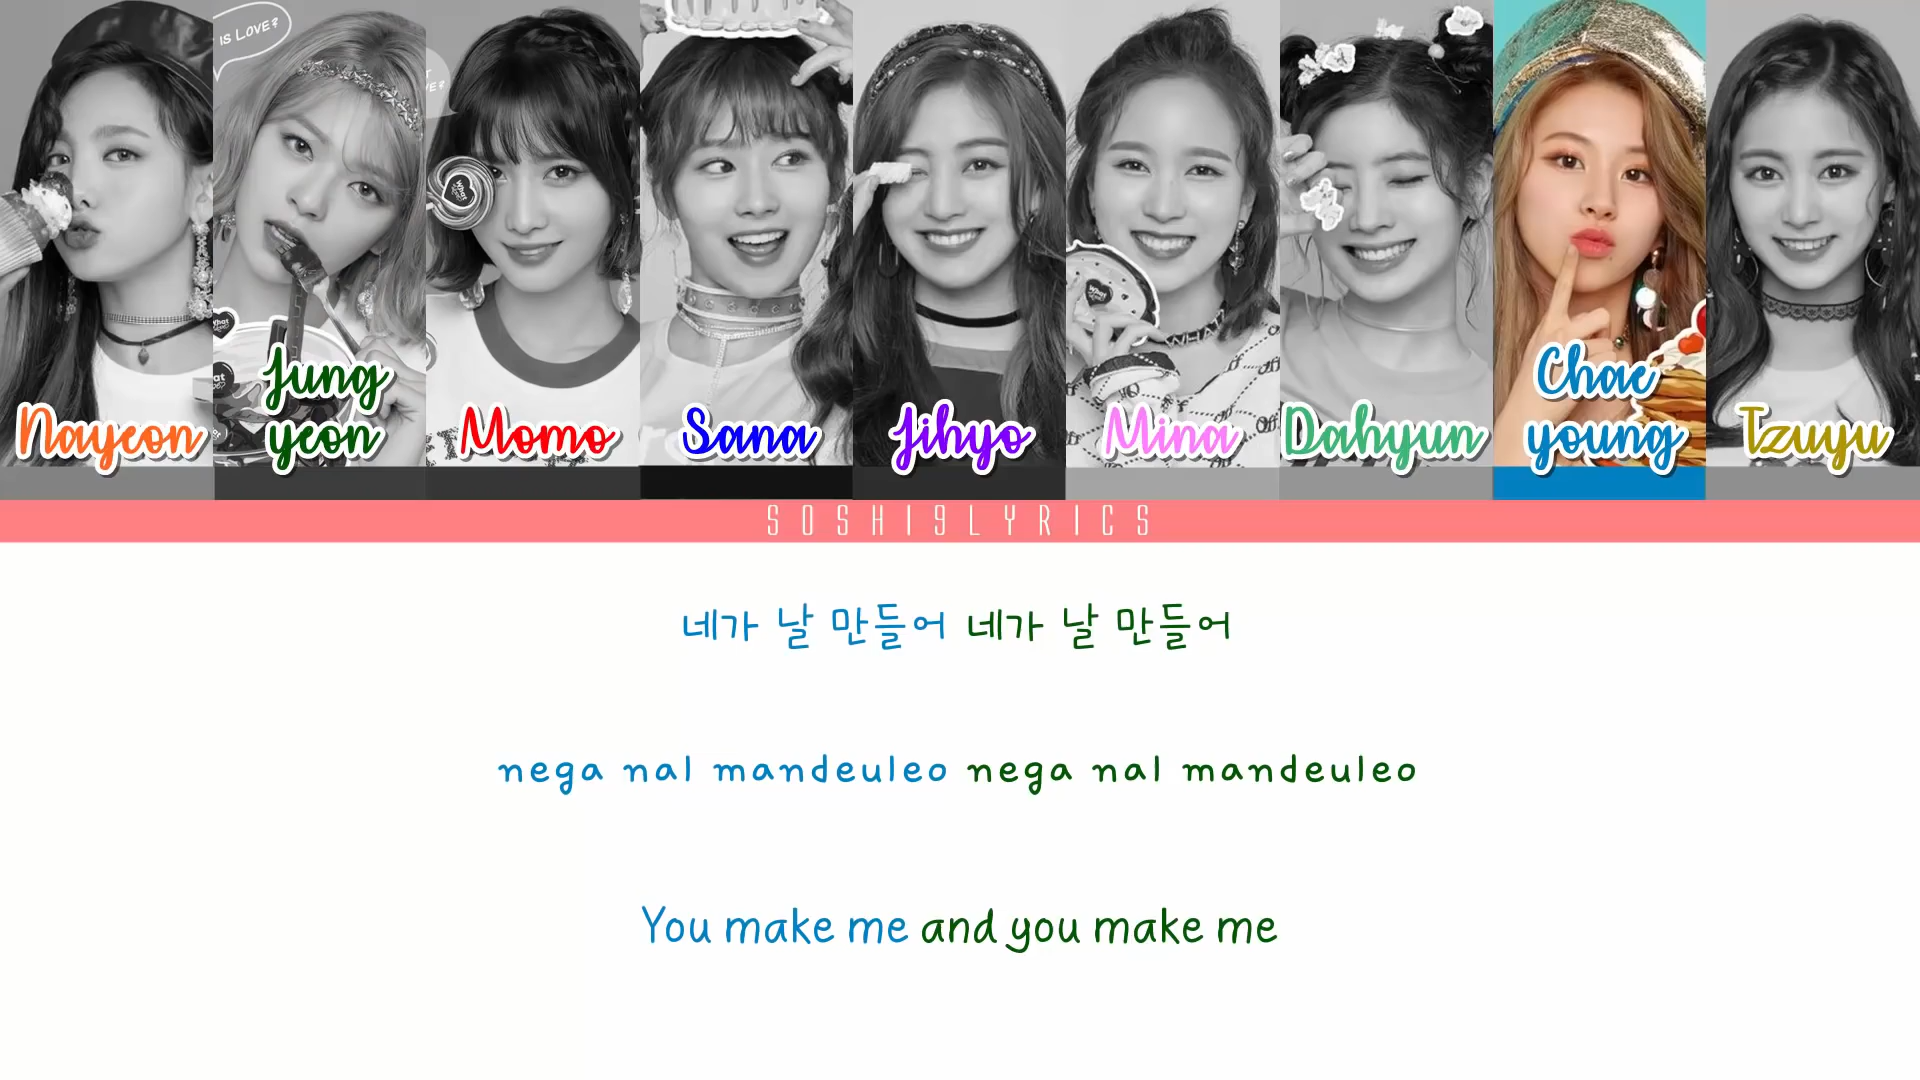 IS LOVE?
Nayeon
Jung
yeon
Momo
Sana
Jihyo
Mina
Dahyun
Chae
young
Tzuyu
SOSHI9LYRICS
네가 날 만들어 네가 날 만들어
nega nal mandeuleo nega nal mandeuleo
You make me and you make me